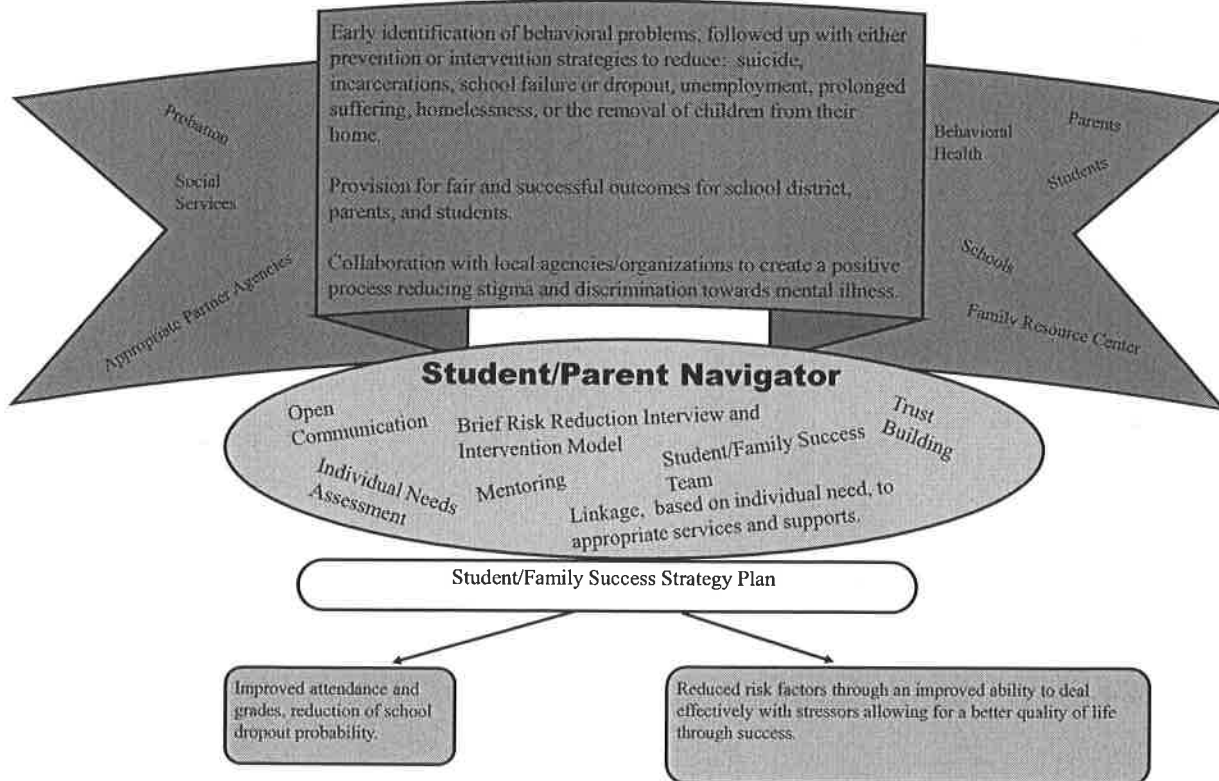 Early identification of behavioral problems, followed up with either
prevention or intervention strategies to reduce: suicide,
incarcerations, school failure or dropout, unemployment, prolonged
suffering, homelessness, or the removal of children from their
home.
Provision for fair and successful outcomes for school district,
parents, and students.
Collaboration with local agencies/organizations to create a positive
process reducing stigma and discrimination towards mental illness.
Probation
Social
Services
Appropriate Partner Agencies
Behavioral
Health
Parents
Students
Schools
Family Resource Center
Student/Parent Navigator
Open
Communication
Brief Risk Reduction Interview and
Intervention Model
Trust
Building
Individual Needs
Assessment
Mentoring
Student/Family Success
Team
Linkage, based on individual need, to
appropriate services and supports.
Student/Family Success Strategy Plan
Improved attendance and
grades, reduction of school
dropout probability.
Reduced risk factors through an improved ability to deal
effectively with stressors allowing for a better quality of life
through success.